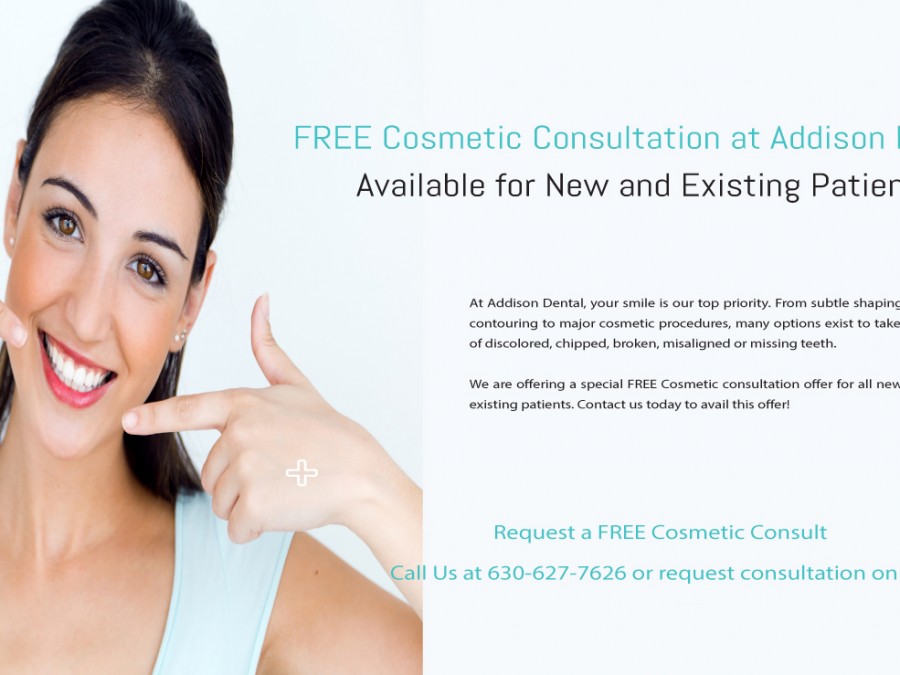 FREE Cosmetic Consultation at Addison
Available for New and Existing Patien
At Addison Dental, your smile is our top priority. From subtle shaping
contouring to major cosmetic procedures, many options exist to take
of discolored, chipped, broken, misaligned or missing teeth.
We are offering a special FREE Cosmetic consultation offer for all new
existing patients. Contact us today to avail this offer!
Request a FREE Cosmetic Consult
Call Us at 630-627-7626 or request consultation on